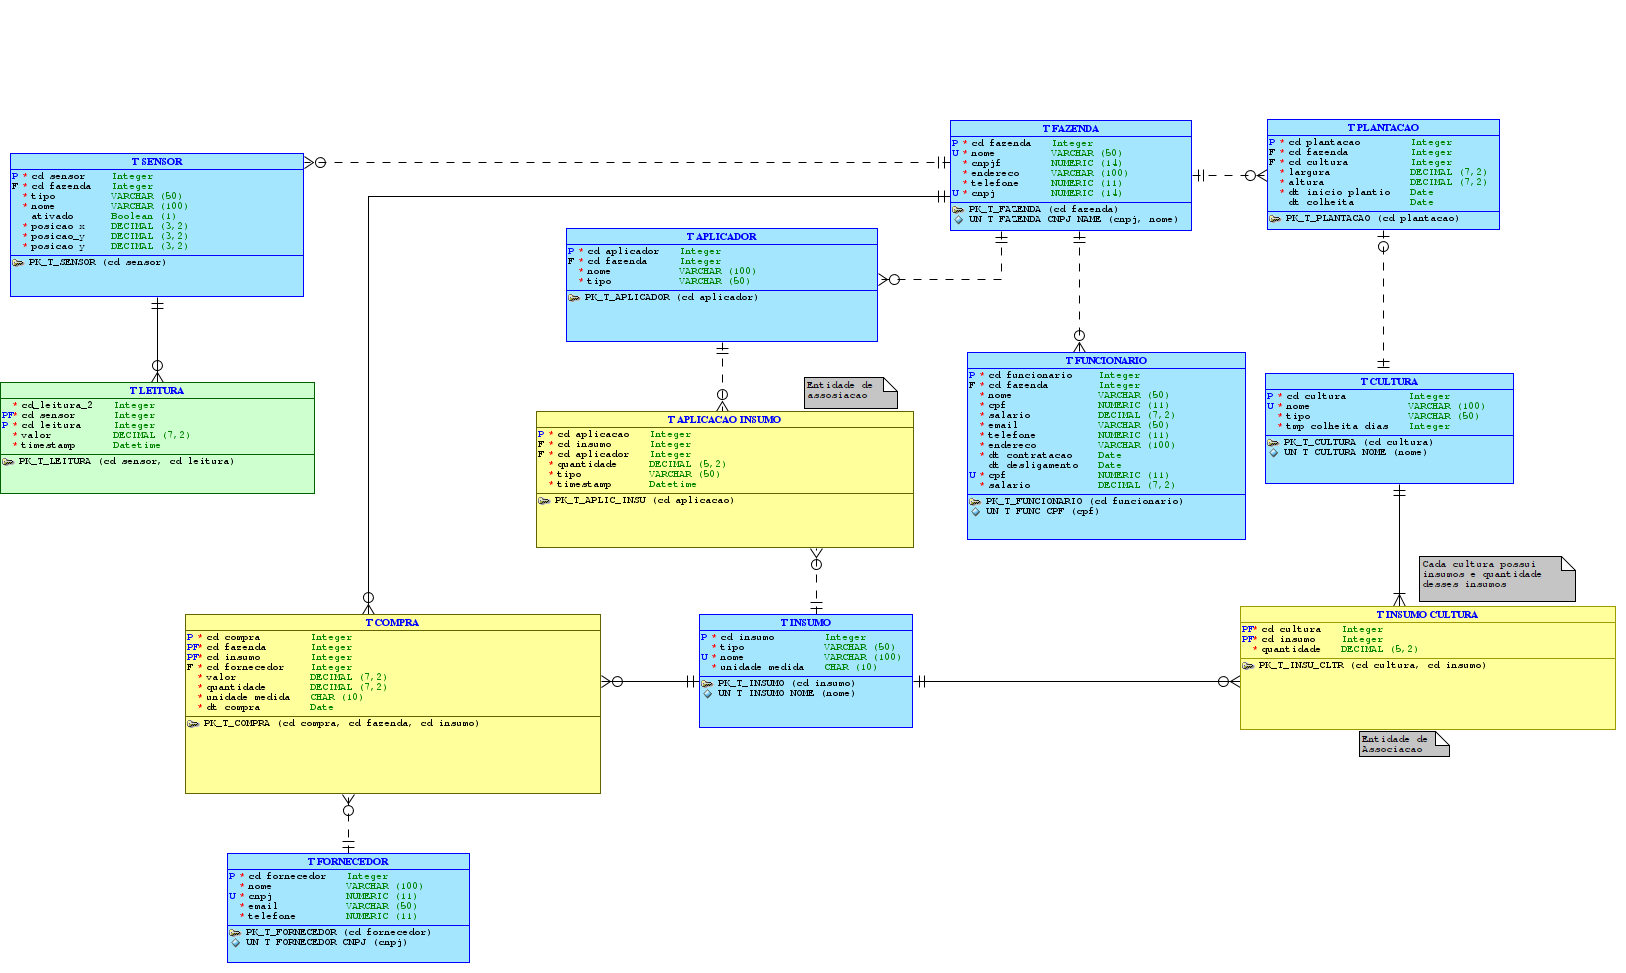 T SENSOR
P * cd sensor Integer
F * cd fazenda Integer
* tipo VARCHAR (50)
* nome VARCHAR (100)
ativado Boolean (1)
* posicao x DECIMAL (3,2)
* posicao_y DECIMAL (3,2)
* posicao y DECIMAL (3,2)
PK_T_SENSOR (cd sensor)
T LEITURA
* cd_leitura_2 Integer
PF* cd sensor Integer
P * cd leitura Integer
* valor DECIMAL (7,2)
* timestamp Datetime
PK_T_LEITURA (cd sensor, cd leitura)
T APLICADOR
P * cd aplicador Integer
F * cd fazenda Integer
* nome VARCHAR (100)
* tipo VARCHAR (50)
PK_T_APLICADOR (cd aplicador)
Entidade de
assosiacao
T APLICACAO INSUMO
P * cd aplicacao Integer
F * cd insumo Integer
F * cd aplicador Integer
* quantidade DECIMAL (5,2)
* tipo VARCHAR (50)
* timestamp Datetime
PK_T_APLIC_INSU (cd aplicacao)
T FAZENDA
P * cd fazenda Integer
U * nome VARCHAR (50)
* cnpjf NUMERIC (14)
* endereco VARCHAR (100)
* telefone NUMERIC (11)
U * cnpj NUMERIC (14)
PK_T_FAZENDA (cd fazenda)
UN T FAZENDA CNPJ NAME (cnpj, nome)
T PLANTACAO
P * cd plantacao Integer
F * cd fazenda Integer
F * cd cultura Integer
* largura DECIMAL (7,2)
* altura DECIMAL (7,2)
* dt inicio plantio Date
dt colheita Date
PK_T_PLANTACAO (cd plantacao)
T FUNCIONARIO
P * cd funcionario Integer
F * cd fazenda Integer
* nome VARCHAR (50)
* cpf NUMERIC (11)
* salario DECIMAL (7,2)
* email VARCHAR (50)
* telefone NUMERIC (11)
* endereco VARCHAR (100)
* dt contratacao Date
dt desligamento Date
U * cpf NUMERIC (11)
* salario DECIMAL (7,2)
PK_T_FUNCIONARIO (cd funcionario)
UN T FUNC CPF (cpf)
T CULTURA
P * cd cultura Integer
U * nome VARCHAR (100)
* tipo VARCHAR (50)
* tmp colheita dias Integer
PK_T_CULTURA (cd cultura)
UN T CULTURA NOME (nome)
Cada cultura possui
insumos e quantidade
desses insumos
T INSUMO CULTURA
PF* cd cultura Integer
PF* cd insumo Integer
* quantidade DECIMAL (5,2)
PK_T_INSU_CLTR (cd cultura, cd insumo)
Entidade de
Associacao
T COMPRA
P * cd compra Integer
PF* cd fazenda Integer
PF* cd insumo Integer
F * cd fornecedor Integer
* valor DECIMAL (7,2)
* quantidade DECIMAL (7,2)
* unidade medida CHAR (10)
* dt compra Date
PK_T_COMPRA (cd compra, cd fazenda, cd insumo)
T INSUMO
P * cd insumo Integer
* tipo VARCHAR (50)
U * nome VARCHAR (100)
* unidade medida CHAR (10)
PK_T_INSUMO (cd insumo)
UN T INSUMO NOME (nome)
T FORNECEDOR
P * cd fornecedor Integer
* nome VARCHAR (100)
U * cnpj NUMERIC (11)
* email VARCHAR (50)
* telefone NUMERIC (11)
PK_T_FORNECEDOR (cd fornecedor)
UN T FORNECEDOR CNPJ (cnpj)